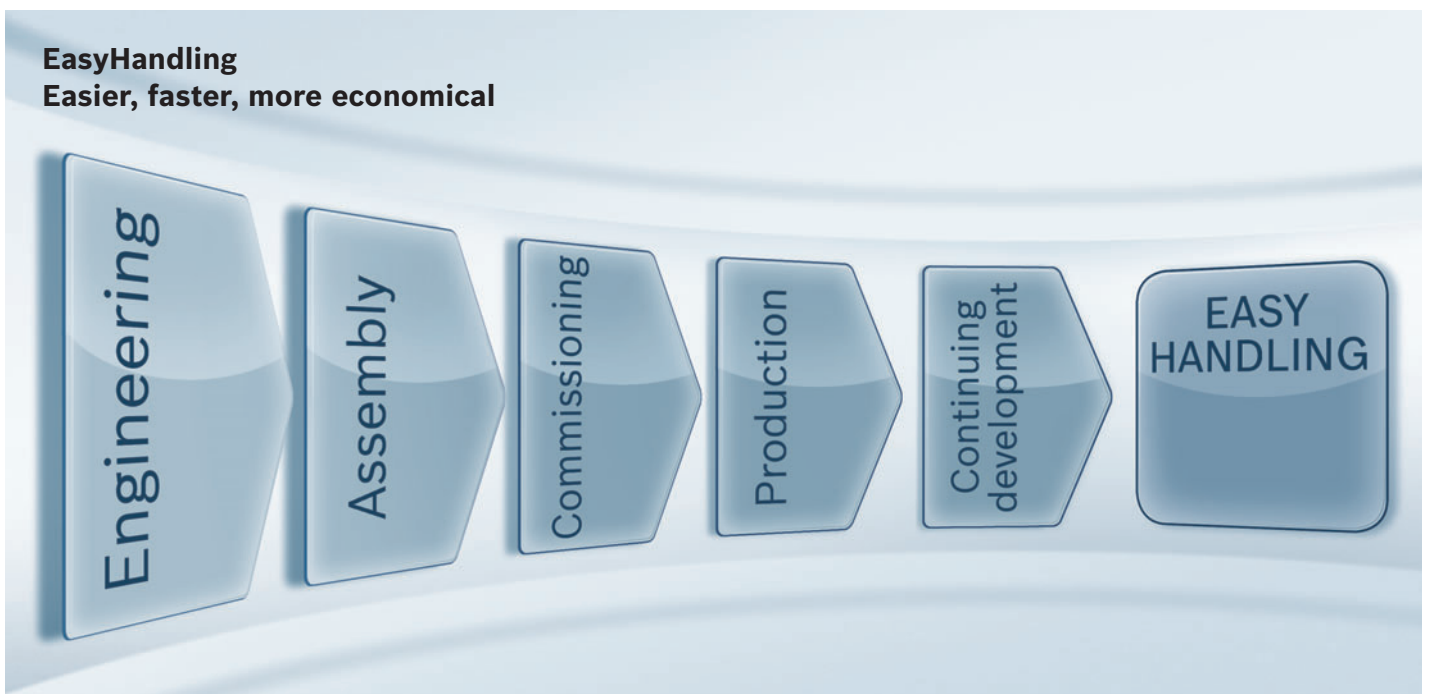 EasyHandling
Easier, faster, more economical
Engineering
Assembly
Commissioning
Production
Continuing
development
EASY
HANDLING